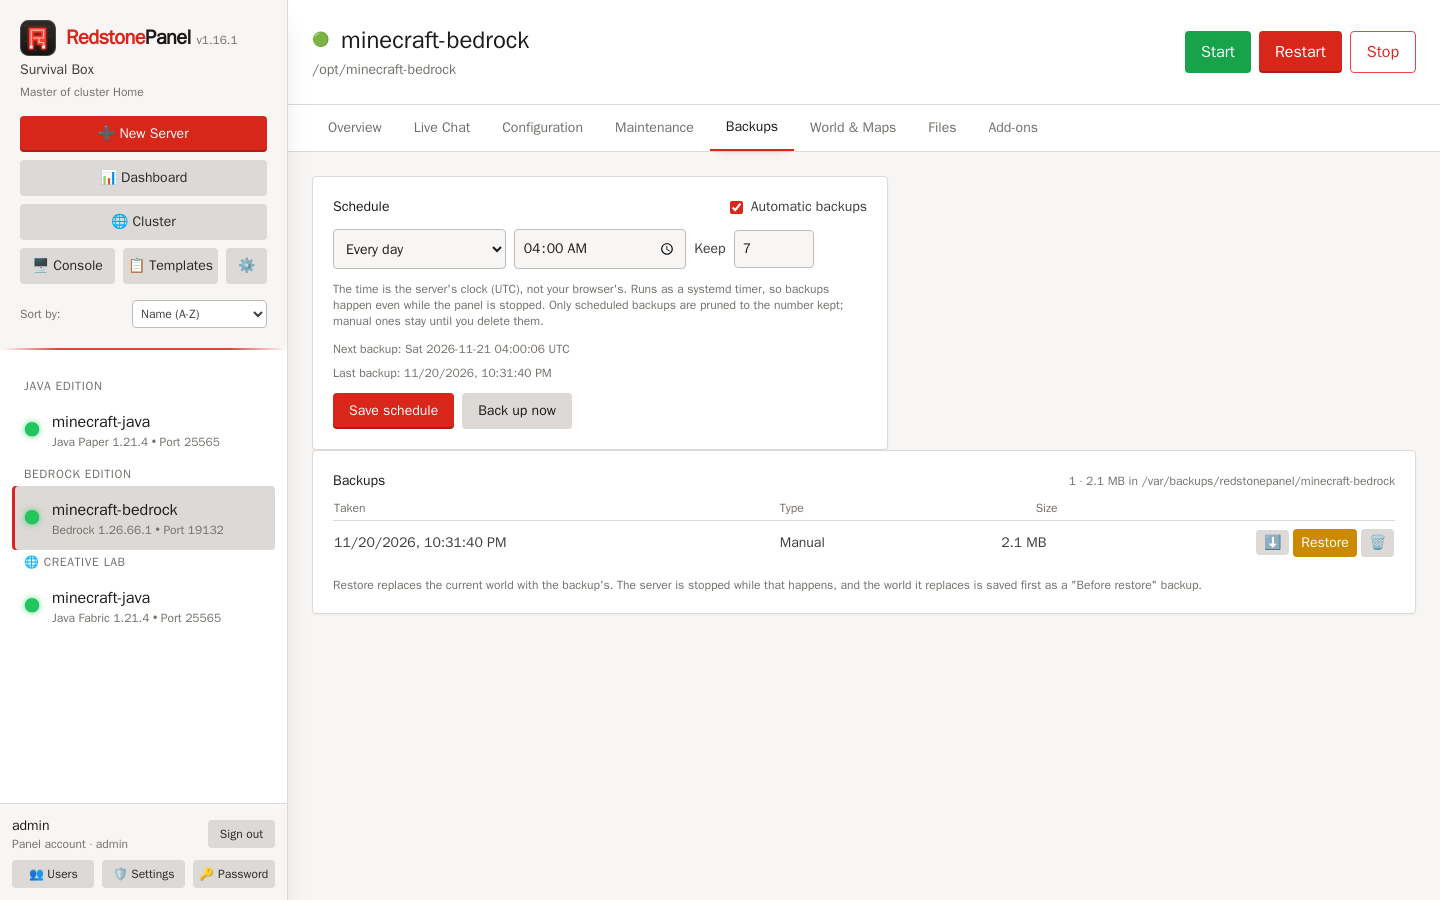 RedstonePanel v1.16.1
Survival Box
Master of cluster Home
➕ New Server
📊 Dashboard
🌐 Cluster
🖥️ Console
📋 Templates
⚙️
Sort by:
Name (A-Z)
JAVA EDITION
minecraft-java
Java Paper 1.21.4 • Port 25565
BEDROCK EDITION
minecraft-bedrock
Bedrock 1.26.66.1 • Port 19132
🌐 CREATIVE LAB
minecraft-java
Java Fabric 1.21.4 • Port 25565
admin
Panel account · admin
Sign out
👥 Users
🛡️ Settings
🔑 Password
minecraft-bedrock
/opt/minecraft-bedrock
Start
Restart
Stop
Overview
Live Chat
Configuration
Maintenance
Backups
World & Maps
Files
Add-ons
Schedule
Automatic backups
Every day
04:00 AM
Keep
7
The time is the server's clock (UTC), not your browser's. Runs as a systemd timer, so backups
happen even while the panel is stopped. Only scheduled backups are pruned to the number kept;
manual ones stay until you delete them.
Next backup: Sat 2026-11-21 04:00:06 UTC
Last backup: 11/20/2026, 10:31:40 PM
Save schedule
Back up now
Backups
1 · 2.1 MB in /var/backups/redstonepanel/minecraft-bedrock
Taken
Type
Size
11/20/2026, 10:31:40 PM
Manual
2.1 MB
⬇️
Restore
🗑️
Restore replaces the current world with the backup's. The server is stopped while that happens, and the world it replaces is saved first as a "Before restore" backup.